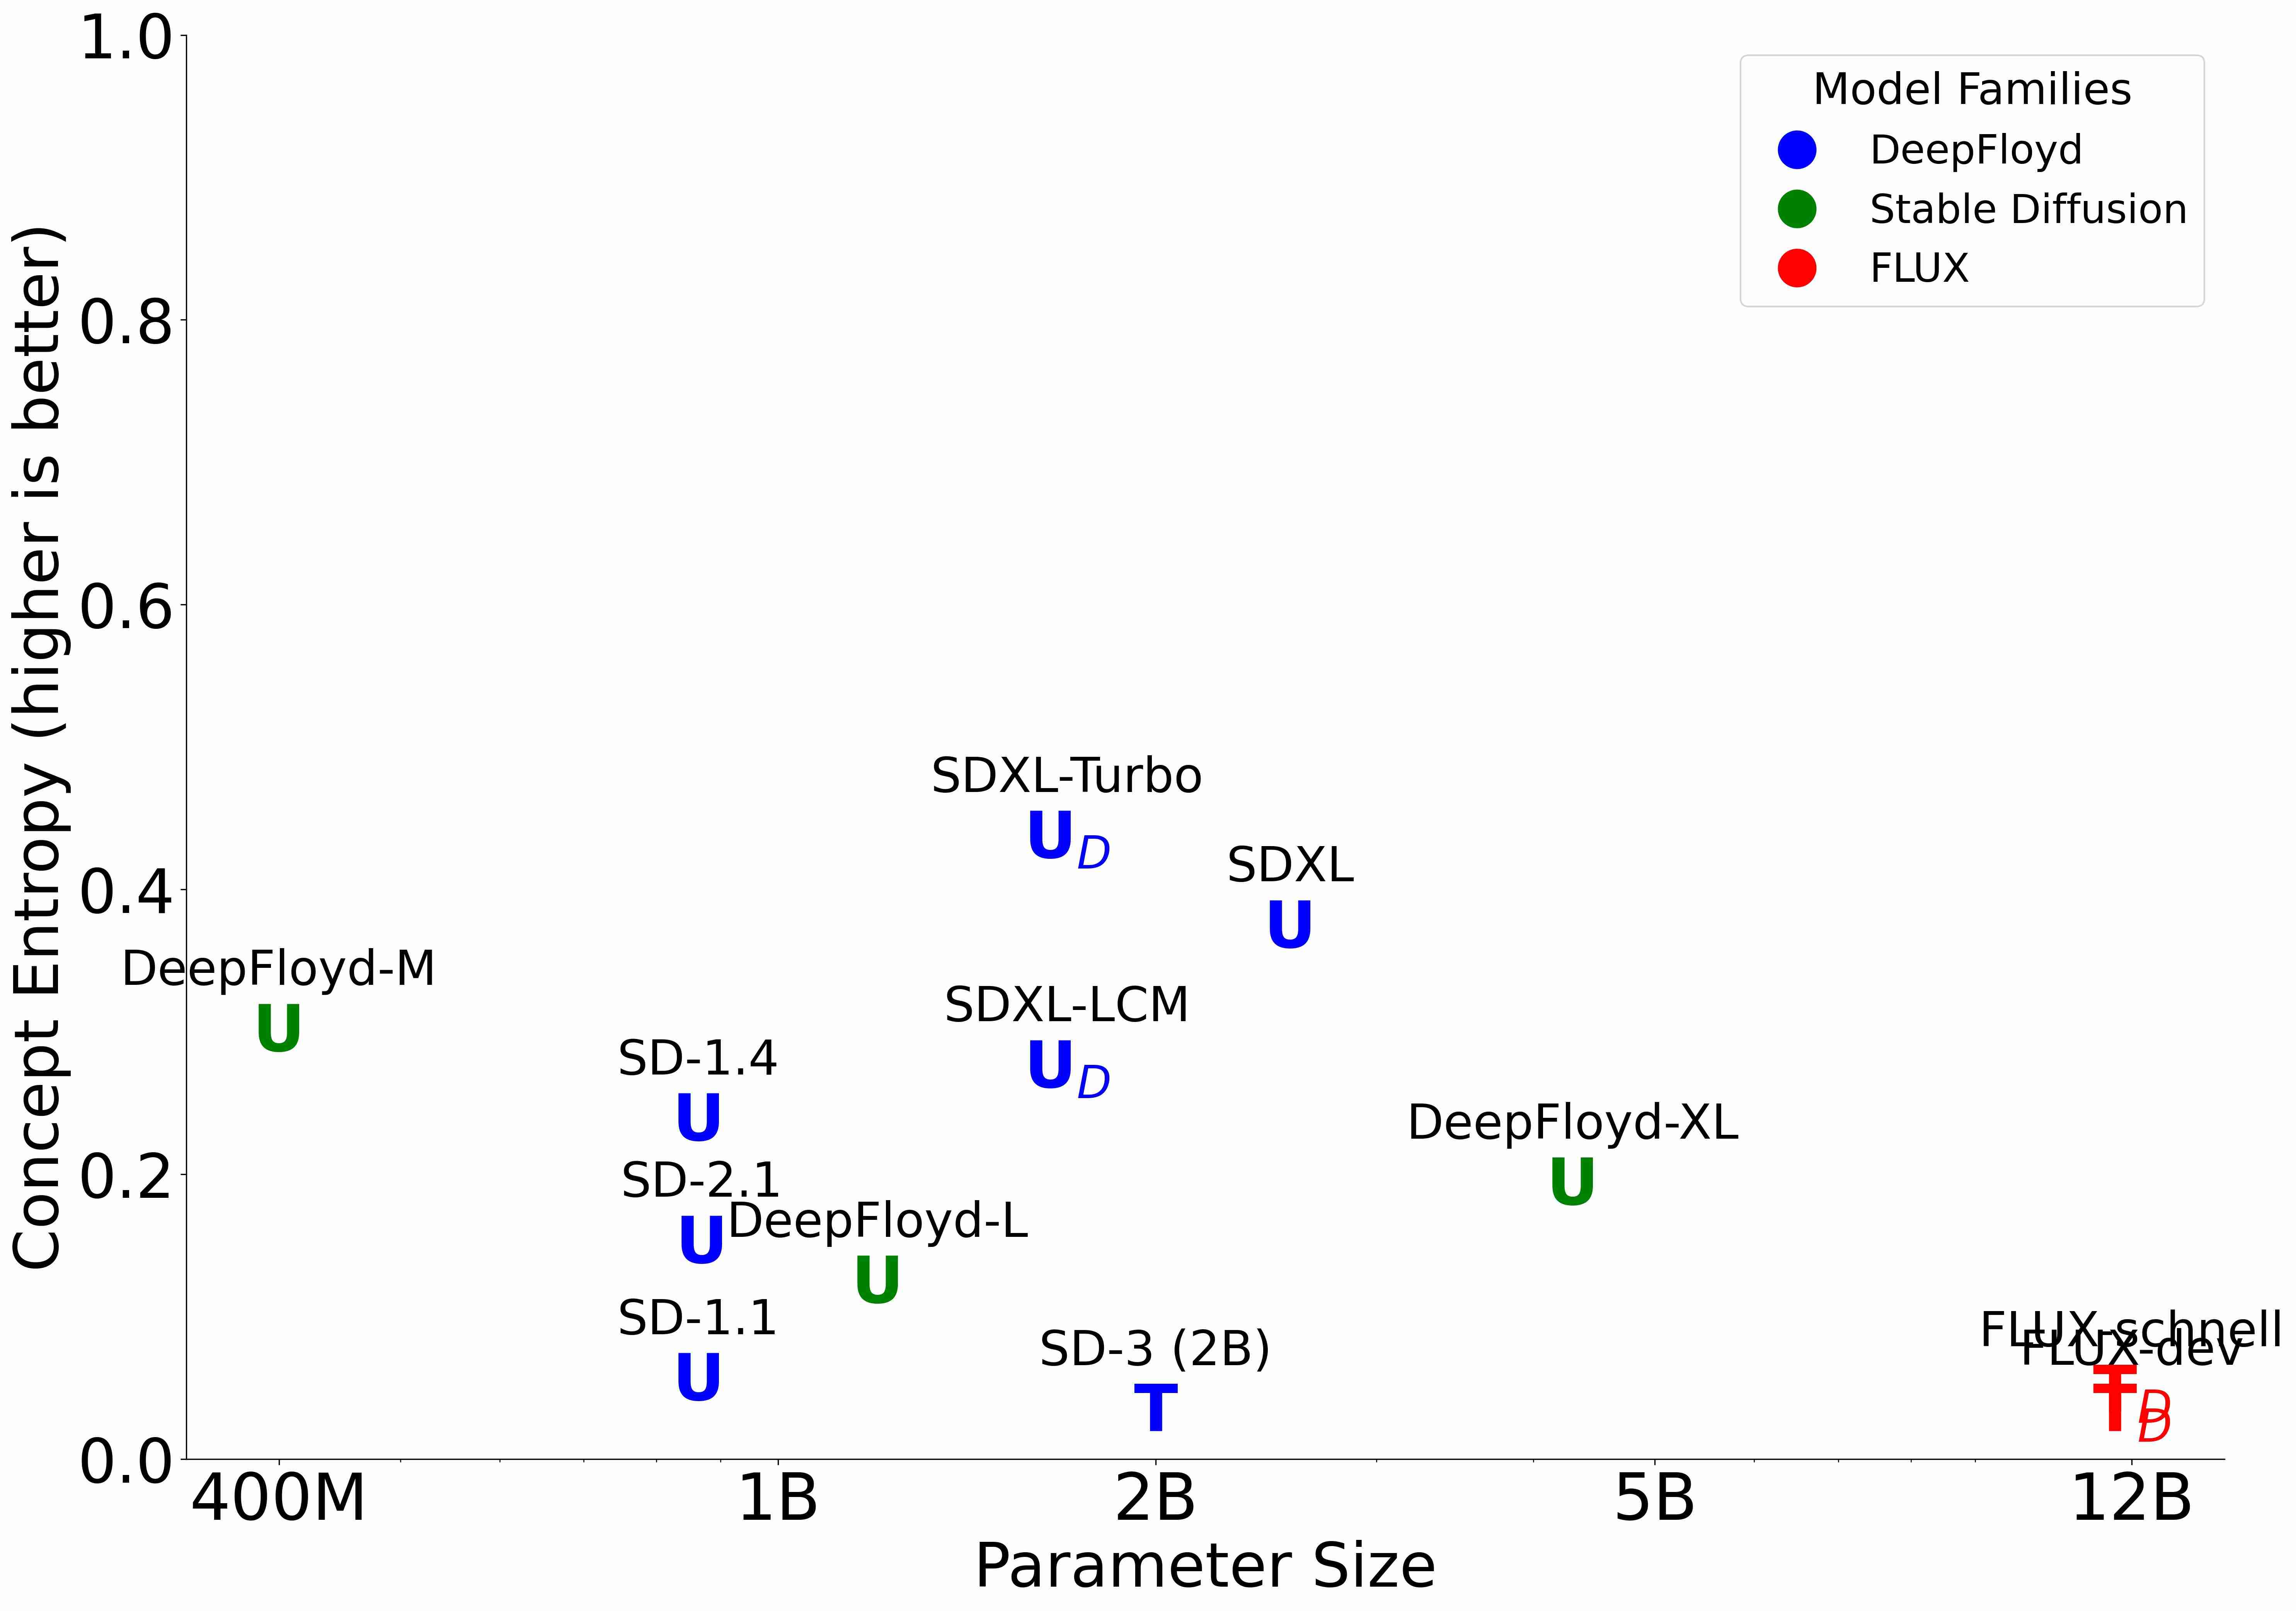 Concept Entropy (higher is better)
1.0
0.8
0.6
0.4
0.2
0.0
Model Families
DeepFloyd
Stable Diffusion
FLUX
SDXL-Turbo
U D
SDXL
U
DeepFloyd-M
U
SDXL-LCM
U D
SD-1.4
U
DeepFloyd-XL
U
SD-2.1
U
DeepFloyd-L
U
SD-1.1
U
SD-3 (2B)
T
FLUX-schnell
FLUX-dev
T D
T D
400M
1B
2B
5B
12B
Parameter Size